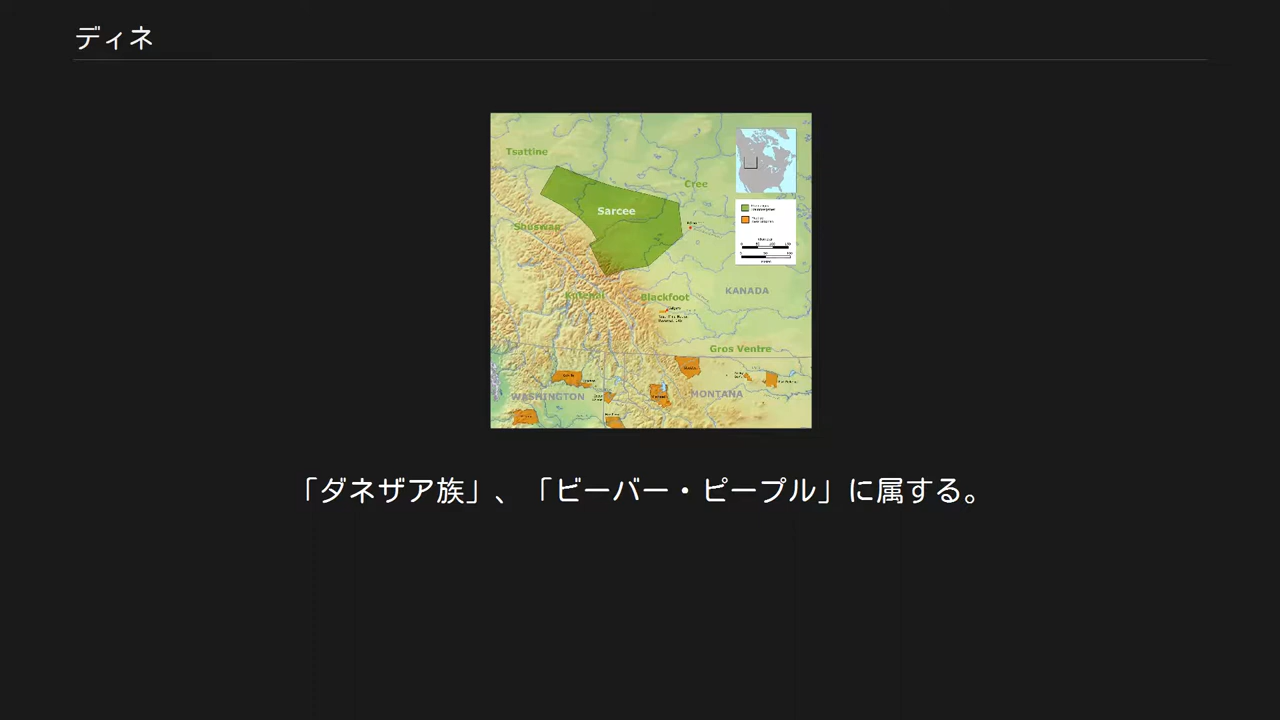 ディネ
Tsattine
Cree
Sarcee
Shuswap
Kutenai
KANADA
Blackfoot
Gros Ventre
WASHINGTON
MONTANA
「ダネザア族」、「ビーバー・ピープル」に属する。